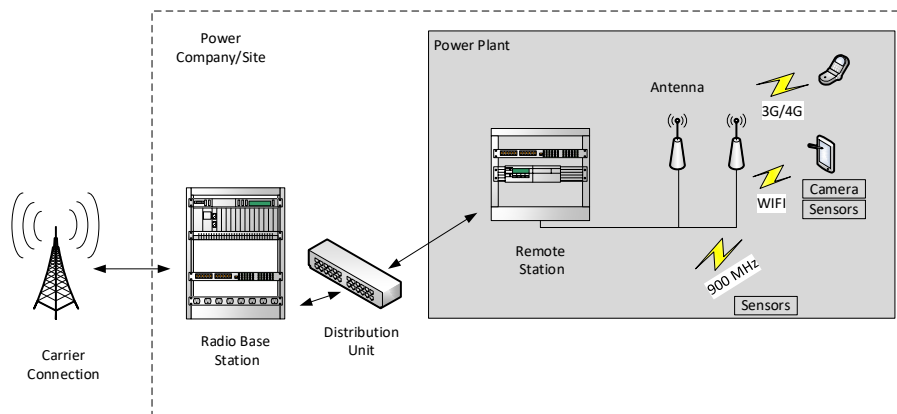 Power
Company/Site
Power Plant
Antenna
3G/4G
WIFI
Camera
Sensors
Remote
Station
900 MHz
Sensors
Radio Base
Station
Distribution
Unit
Carrier
Connection